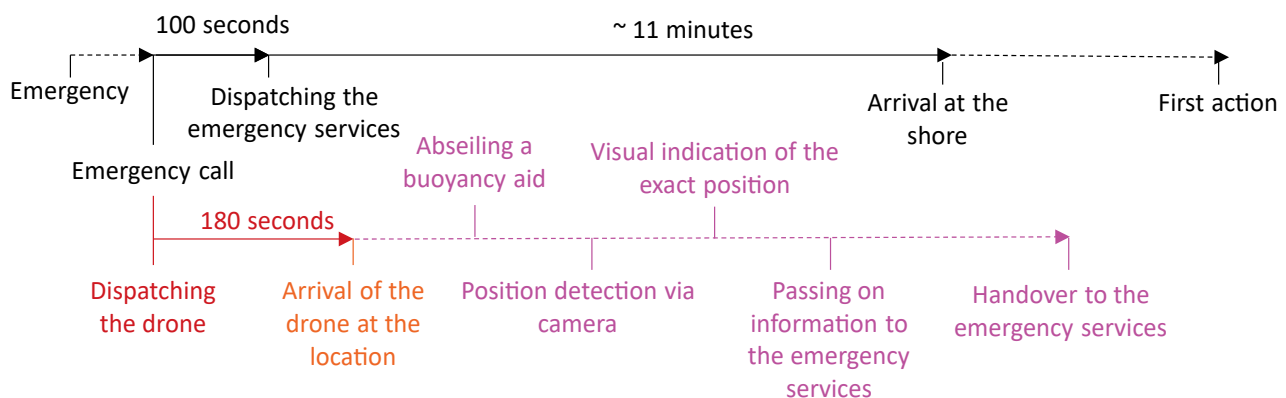 100 seconds
~ 11 minutes
Emergency
Dispatching the
emergency services
Arrival at the
shore
First action
Emergency call
Abseiling a
buoyancy aid
Visual indication of the
exact position
180 seconds
Dispatching
the drone
Arrival of the
drone at the
location
Position detection via
camera
Passing on
information to
the emergency
services
Handover to the
emergency services